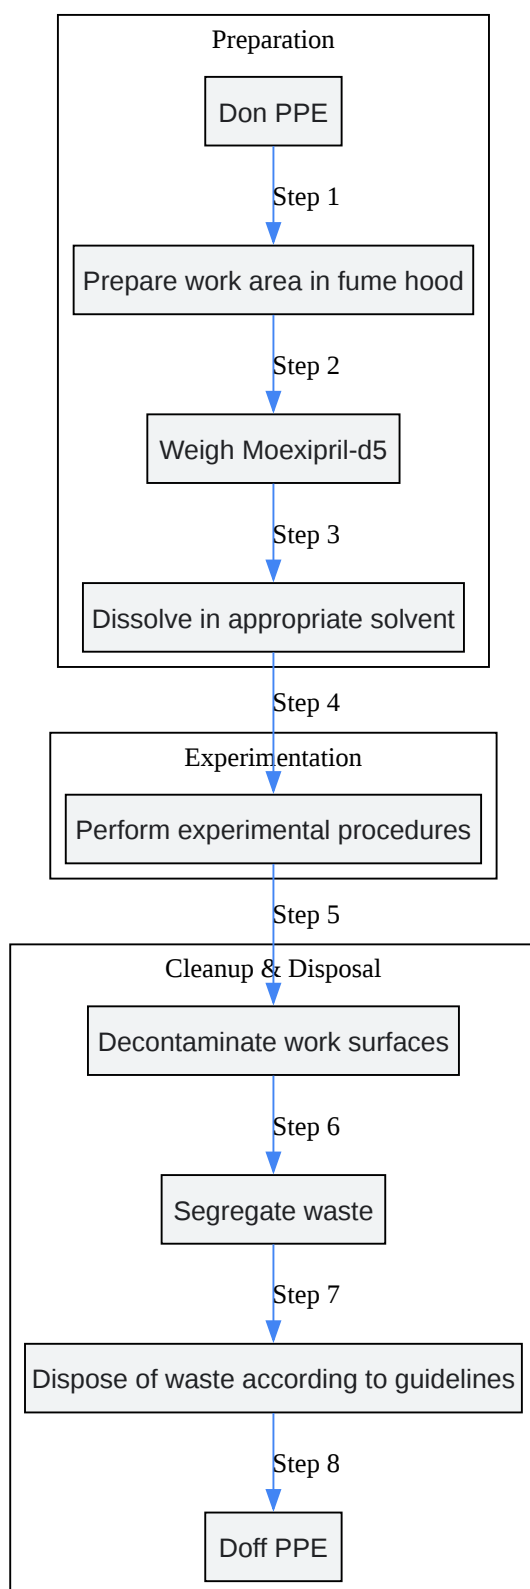 Preparation
Don PPE
Step 1
Prepare work area in fume hood
Step 2
Weigh Moexipril-d5
Step 3
Dissolve in appropriate solvent
Step 4
Experimentation
Perform experimental procedures
Step 5
Cleanup & Disposal
Decontaminate work surfaces
Step 6
Segregate waste
Step 7
Dispose of waste according to guidelines
Step 8
Doff PPE